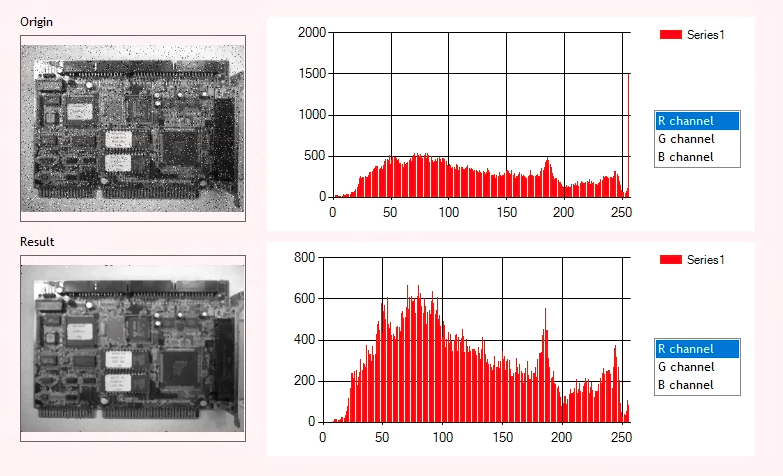 Origin
2000
1500
1000
500
0
0 50 100 150 200 250
Series1
R channel
G channel
B channel
Result
800
600
400
200
0
0 50 100 150 200 250
Series1
R channel
G channel
B channel